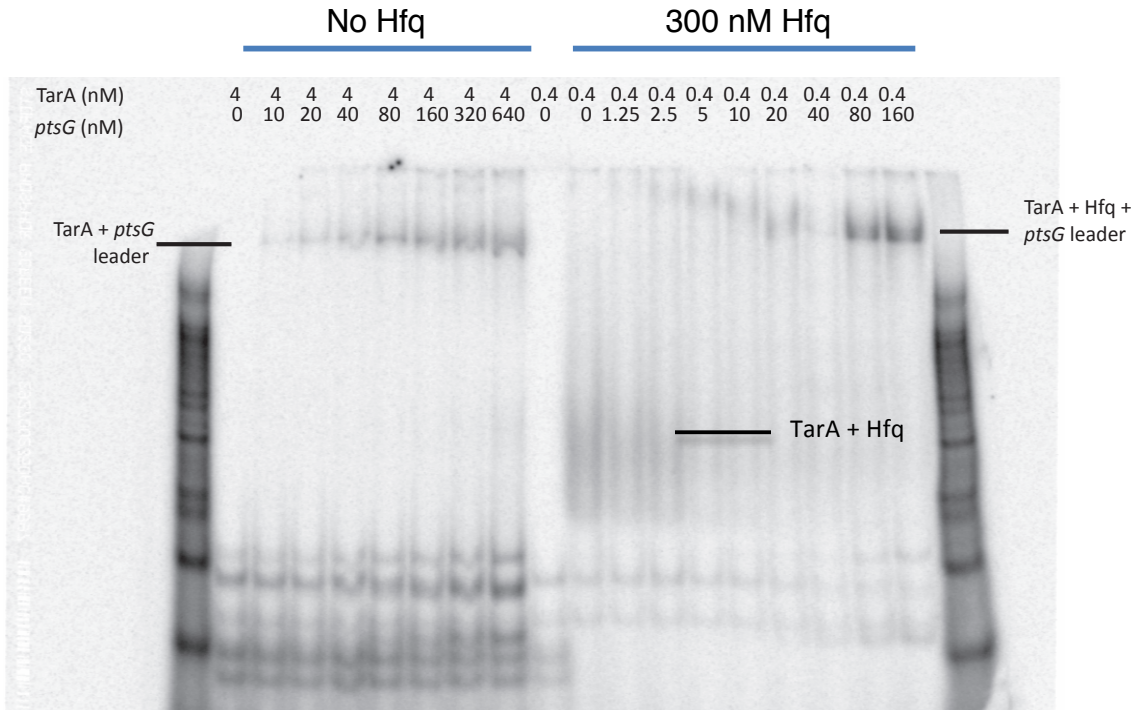 No Hfq 300 nM Hfq
TarA (nM) 4 4 4 4 4 4 4 4 0.4 0.4 0.4 0.4 0.4 0.4 0.4 0.4 0.4 0.4
ptsG (nM) 0 10 20 40 80 160 320 640 0 0 1.25 2.5 5 10 20 40 80 160
TarA + ptsG
leader
TarA + Hfq +
ptsG leader
TarA + Hfq